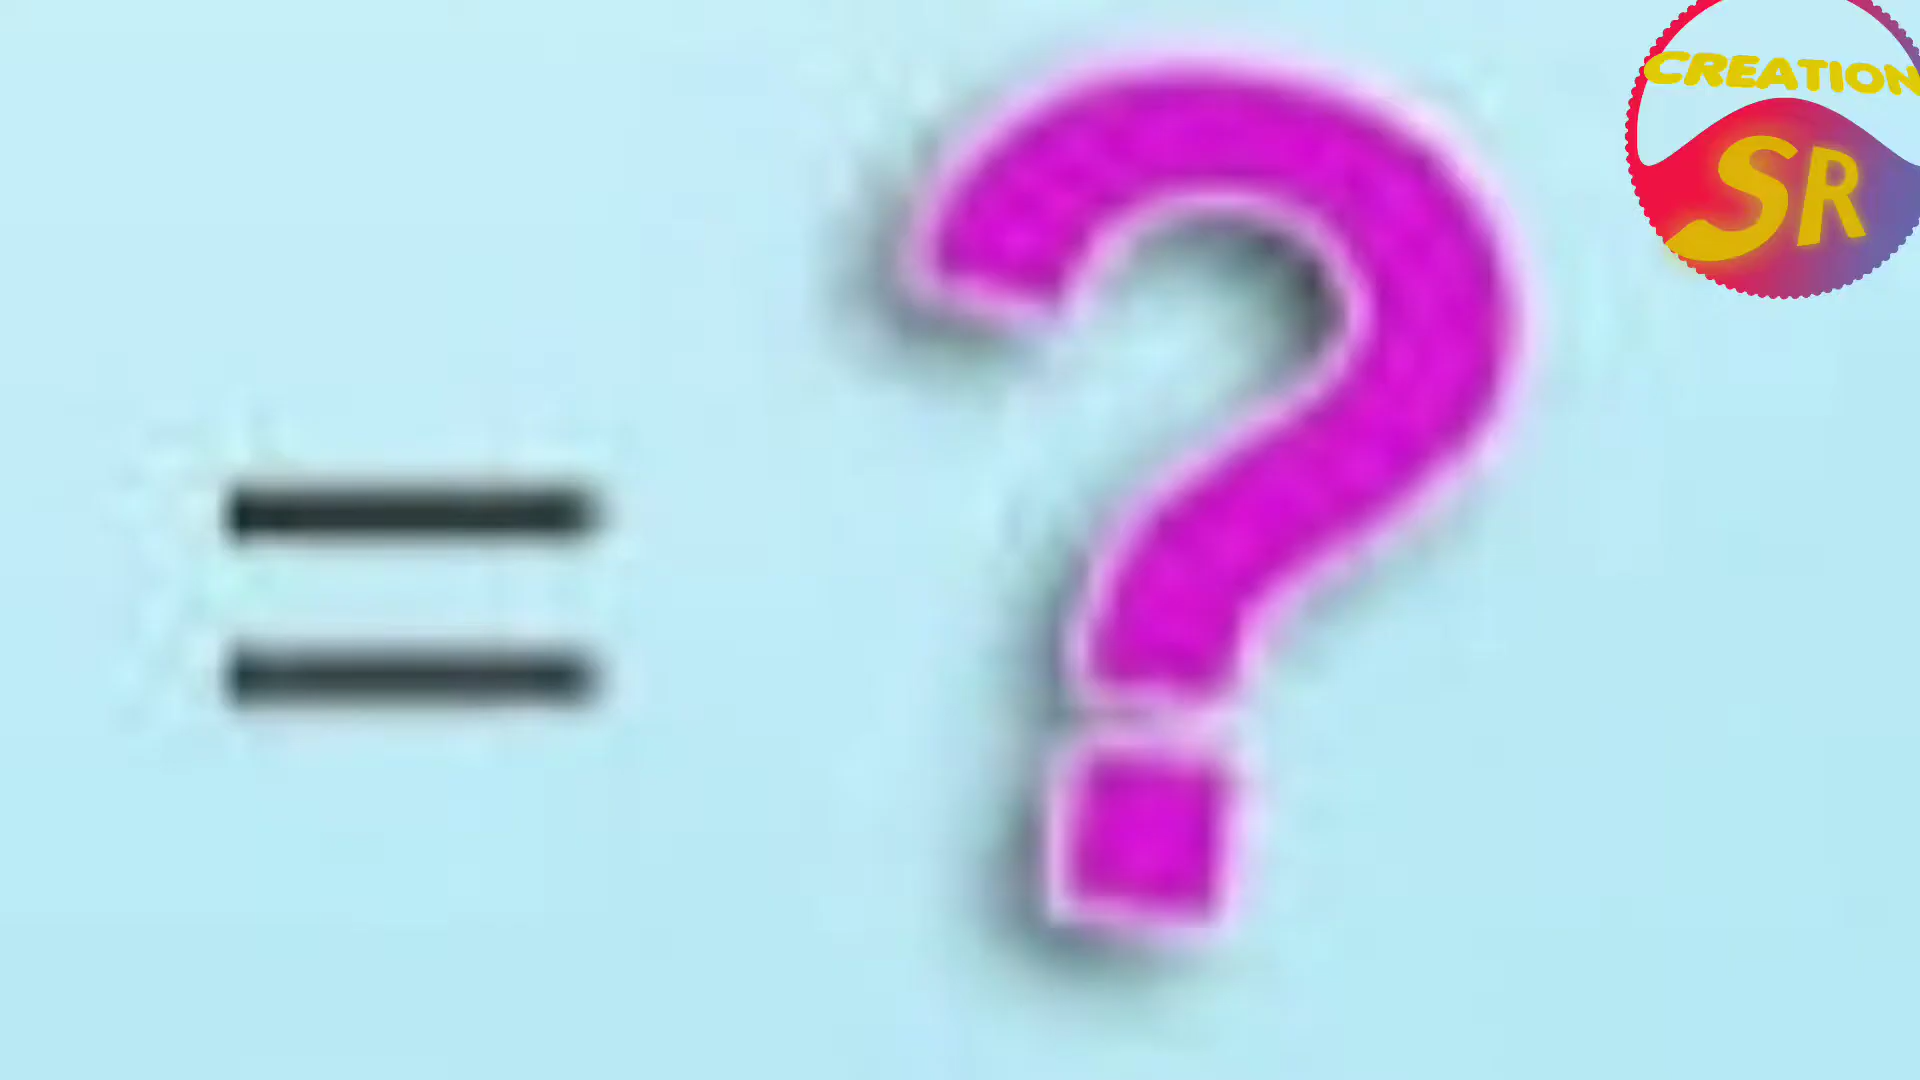 = ?
CREATION
SR